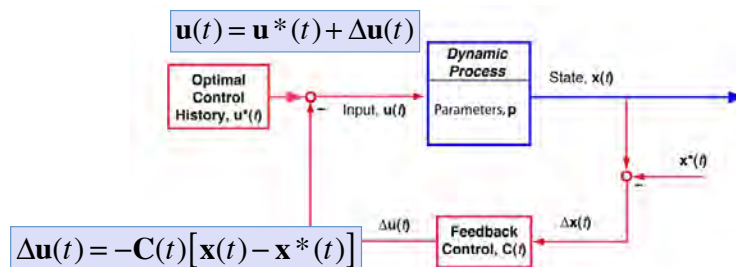 u(t) = u*(t) + Δu(t)
Dynamic
Process
Optimal
Control
History, u*(t)
State, x(t)
–
Input, u(t)
Parameters, p
x*(t)
–
Δu(t) = –C(t)[x(t) – x*(t)]
Δu(t)
Feedback
Control, C(t)
Δx(t)